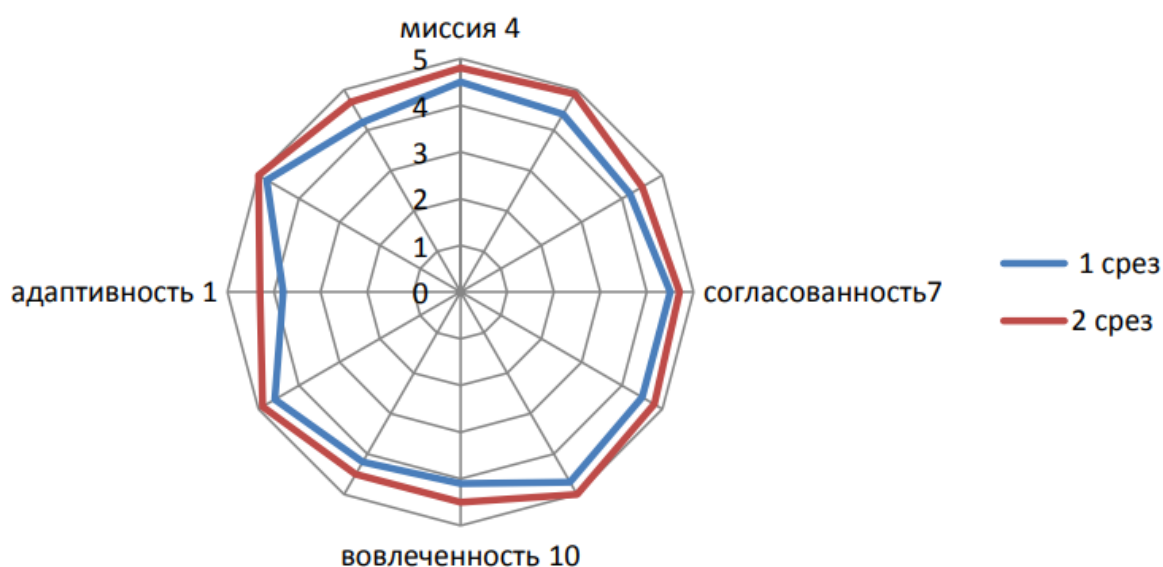 миссия 4
5
4
3
2
1
0
адаптивность 1
согласованность7
вовлеченность 10
1 срез
2 срез